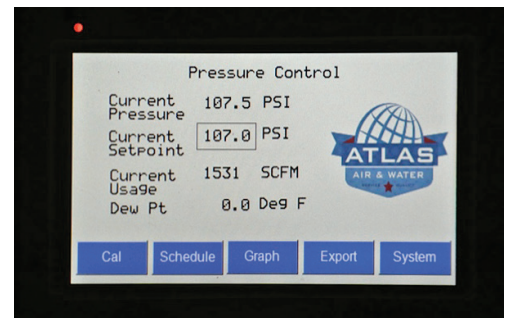 Pressure Control
Current Pressure 107.5 PSI
Current Setpoint 107.0 PSI
Current Usage 1531 SCFM
Dew Pt 0.0 Deg F
ATLAS
AIR & WATER
Cal Schedule Graph Export System